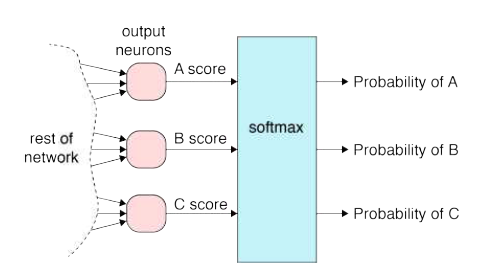 output
neurons
A score
Probability of A
rest of
network
B score
softmax
Probability of B
C score
Probability of C